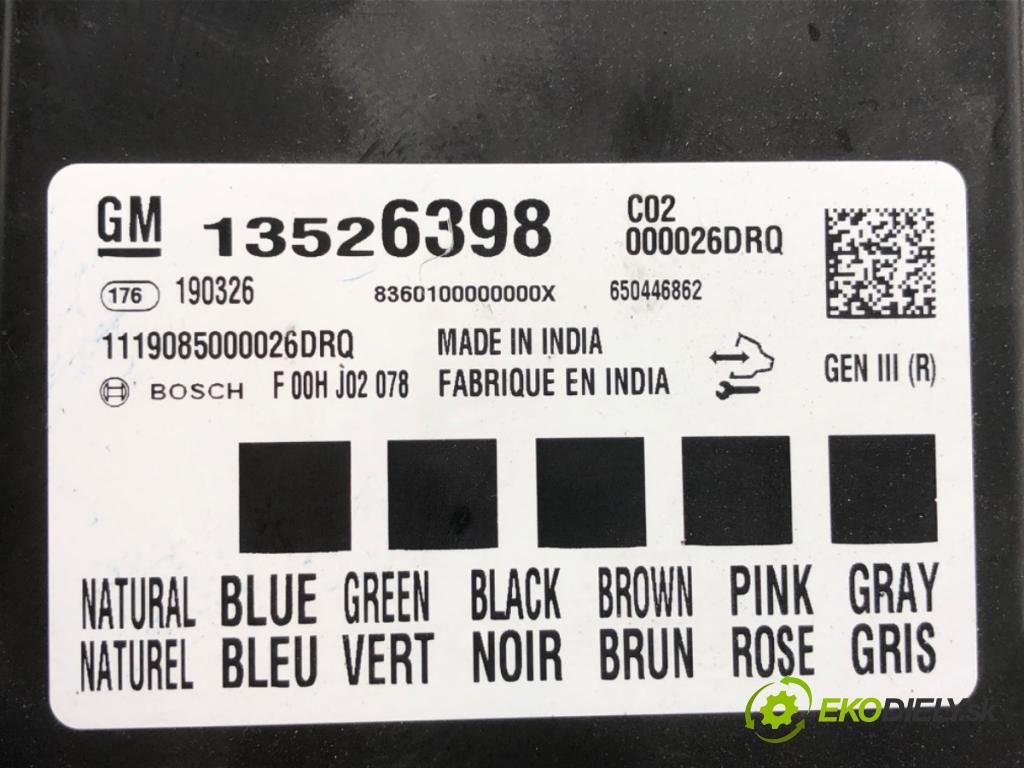 GM 13526398 C02
000026DRQ
176 190326 8360100000000X 650446862
1119085000026DRQ MADE IN INDIA
BOSCH F 00H J02 078 FABRIQUE EN INDIA GEN III (R)
NATURAL BLUE GREEN BLACK BROWN PINK GRAY
NATUREL BLEU VERT NOIR BRUN ROSE GRIS
EKODIELY.sk